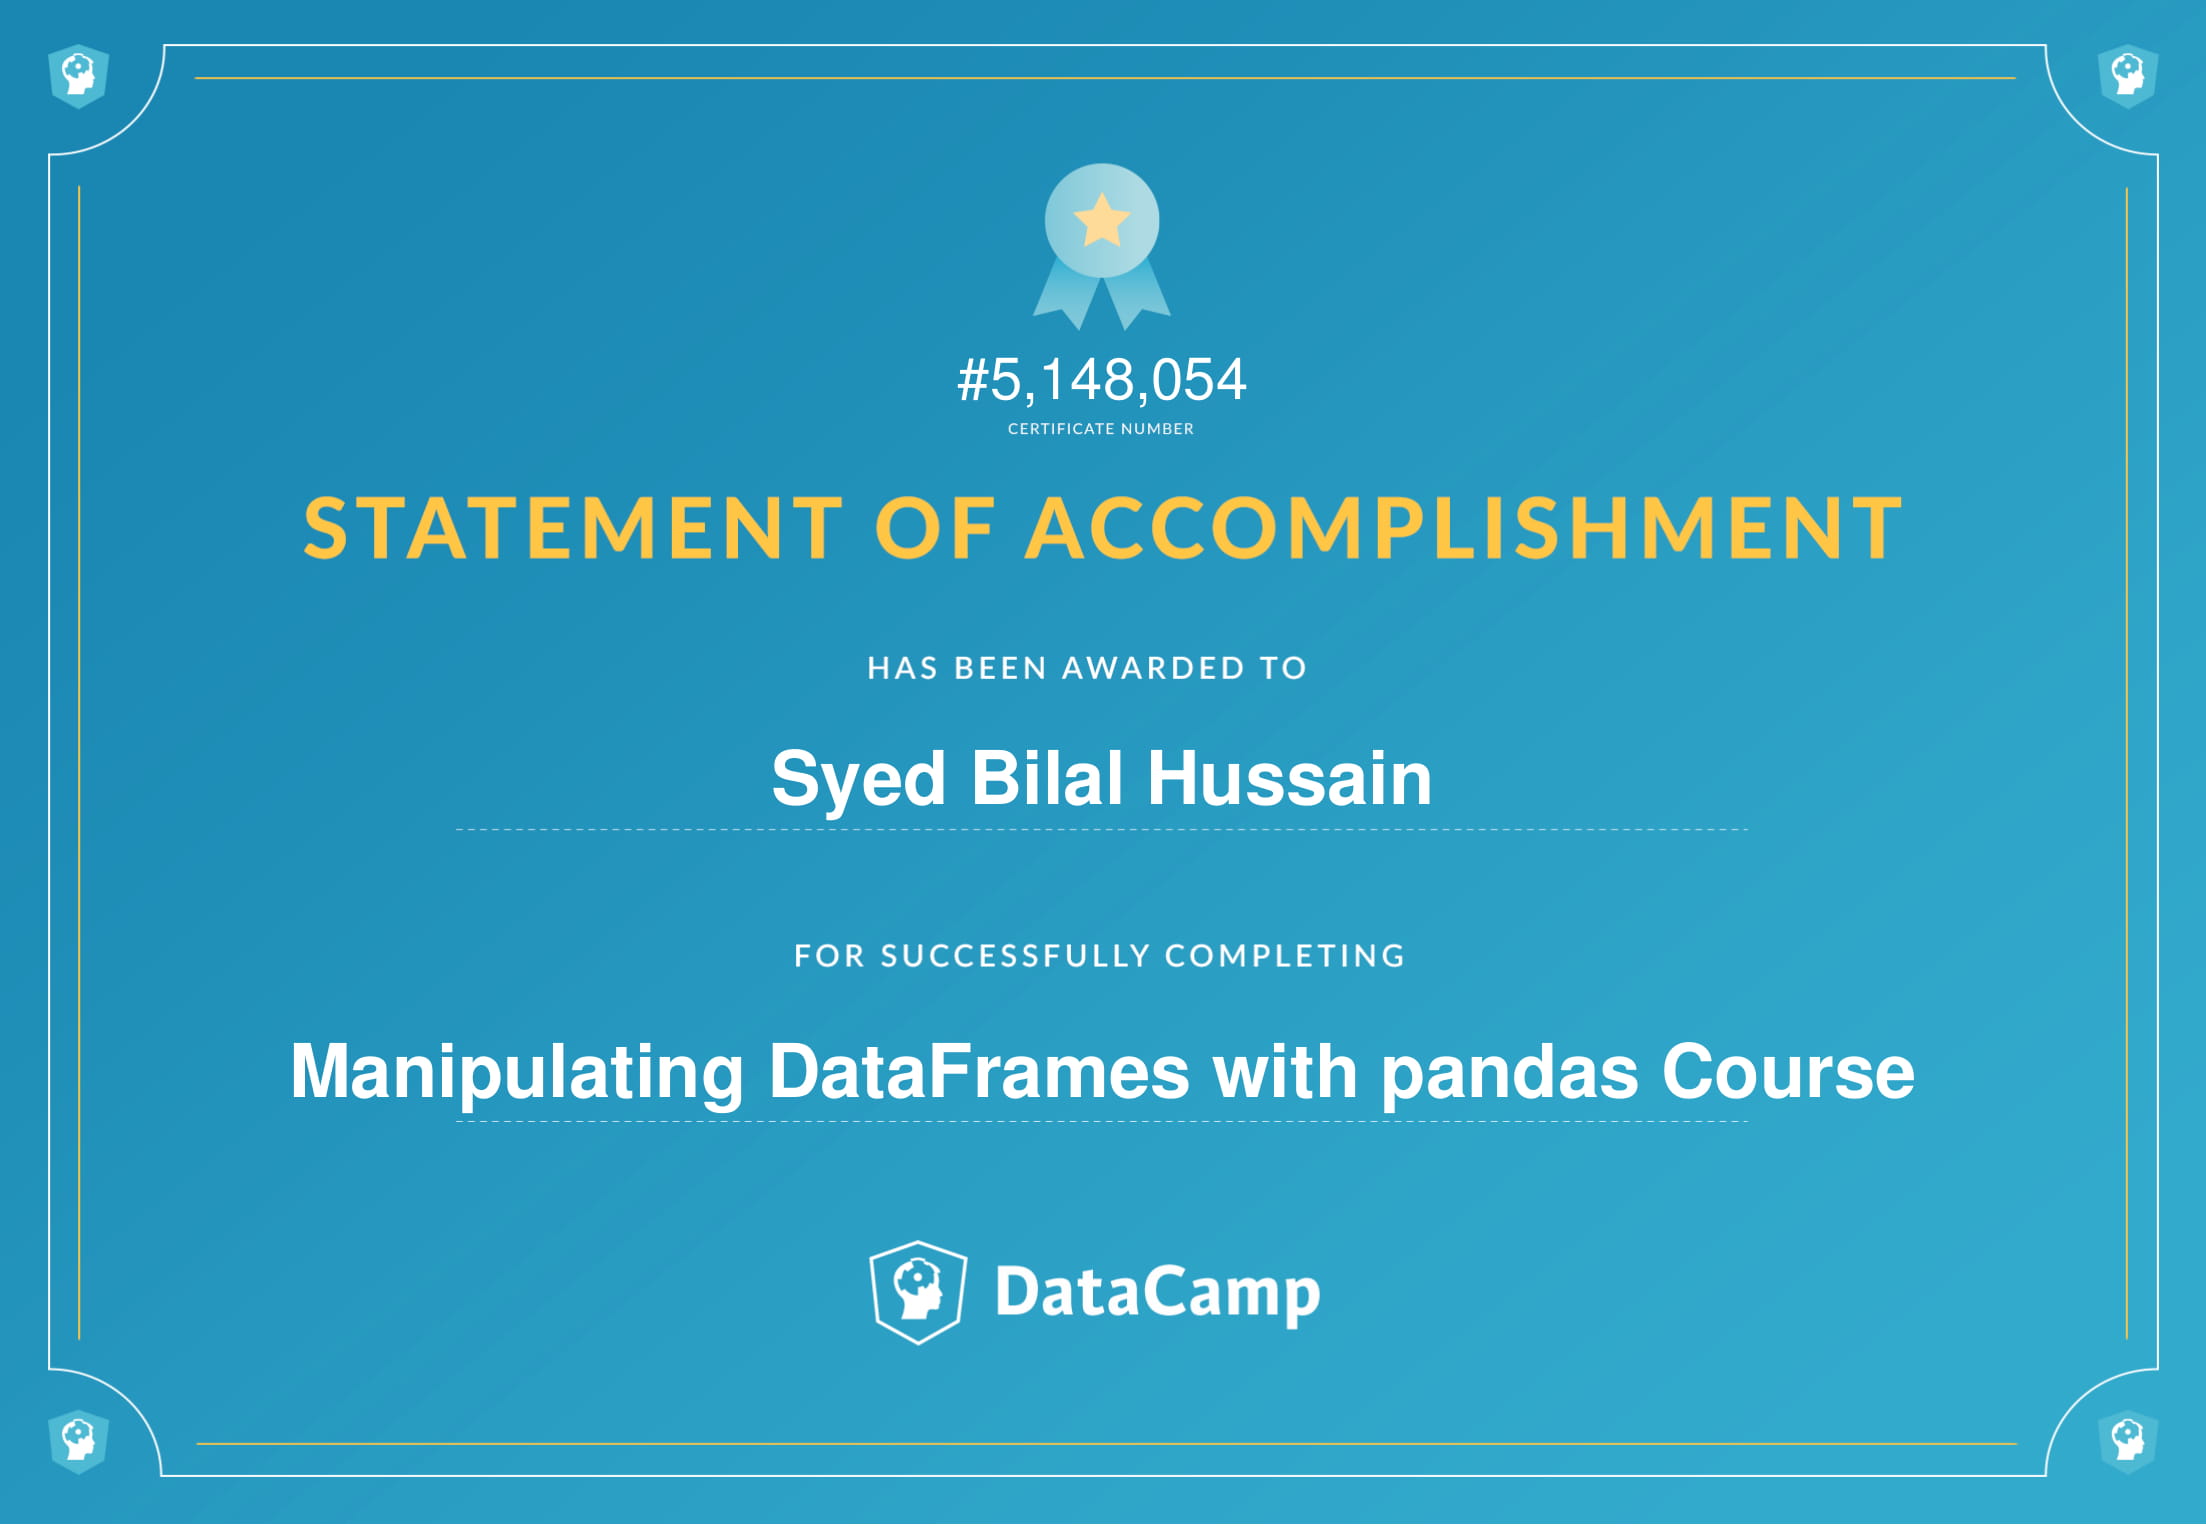 #5,148,054
CERTIFICATE NUMBER
STATEMENT OF ACCOMPLISHMENT
HAS BEEN AWARDED TO
Syed Bilal Hussain
FOR SUCCESSFULLY COMPLETING
Manipulating DataFrames with pandas Course
DataCamp